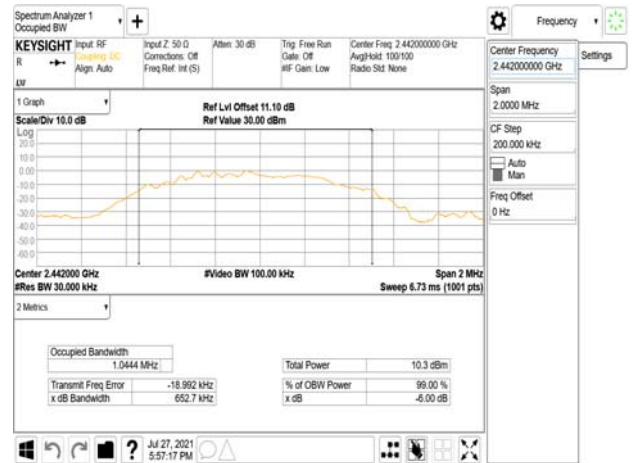 Spectrum Analyzer 1
Occupied BW
+
Frequency
KEYSIGHT
R
LXI
Input: RF
Coupling: DC
Align: Auto
Input Z: 50 Ω
Corrections: Off
Freq Ref: Int (S)
Atten: 30 dB
Trig: Free Run
Gate: Off
#IF Gain: Low
Center Freq: 2.442000000 GHz
Avg|Hold: 100/100
Radio Std: None
Center Frequency
2.442000000 GHz
Settings
Span
2.0000 MHz
CF Step
200.000 kHz
Auto
Man
Freq Offset
0 Hz
1 Graph
Scale/Div 10.0 dB
Ref Lvl Offset 11.10 dB
Ref Value 30.00 dBm
Log
20.0
10.0
0.00
-10.0
-20.0
-30.0
-40.0
-50.0
-60.0
Center 2.442000 GHz
#Video BW 100.00 kHz
Span 2 MHz
#Res BW 30.000 kHz
Sweep 6.73 ms (1001 pts)
2 Metrics
Occupied Bandwidth
1.0444 MHz
Total Power 10.3 dBm
Transmit Freq Error -18.992 kHz
% of OBW Power 99.00 %
x dB Bandwidth 652.7 kHz
x dB -6.00 dB
?
Jul 27, 2021
5:57:17 PM